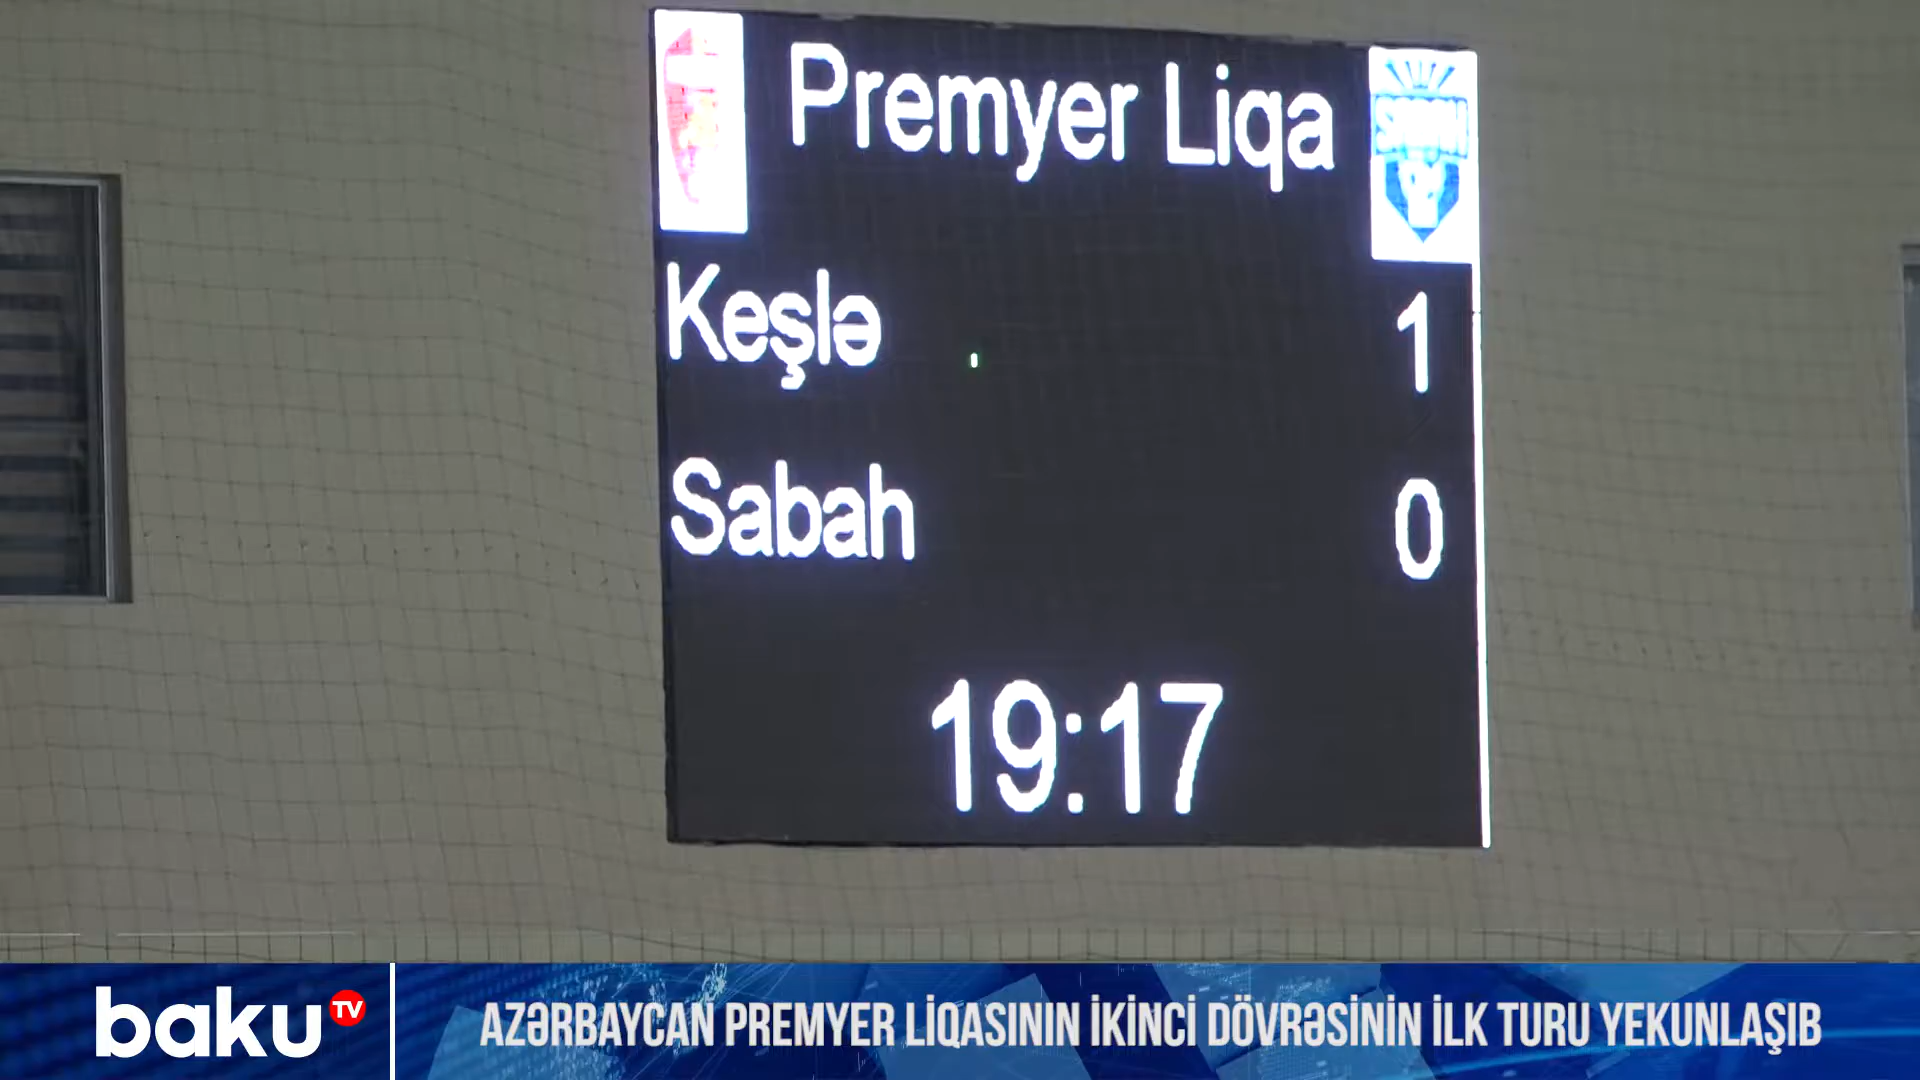 Premyer Liqa
SABAH
Keşlə 1
Sabah 0
19:17
baku TV
AZƏRBAYCAN PREMYER LİQASININ İKİNCİ DÖVRƏSİNİN İLK TURU YEKUNLAŞIB